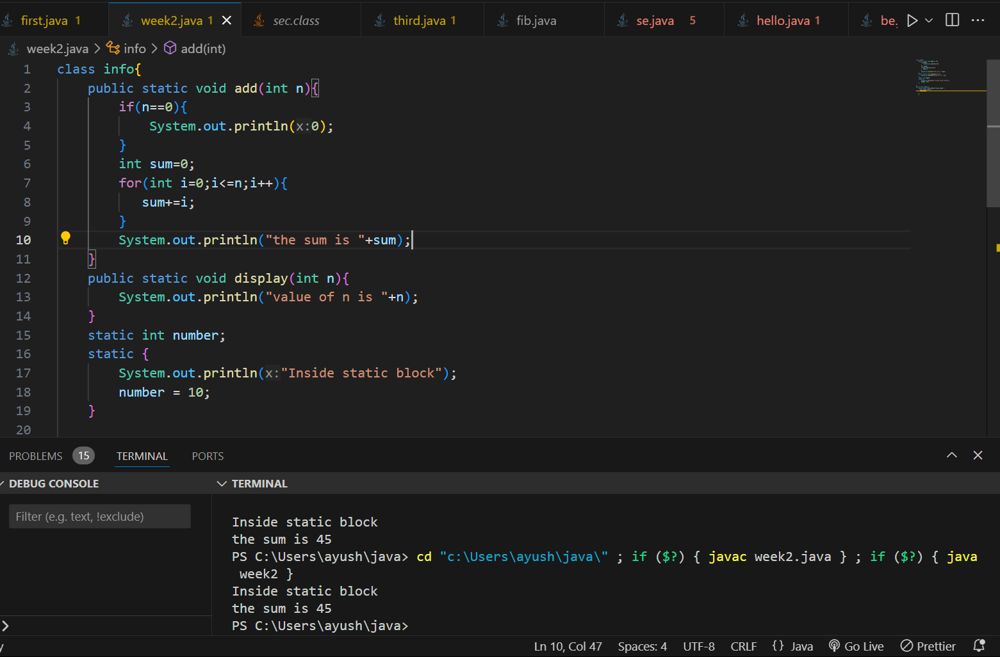 first.java 1 week2.java 1 sec.class third.java 1 fib.java se.java 5 hello.java 1 be.
week2.java > info > add(int)
1 class info{
2 public static void add(int n){
3 if(n==0){
4 System.out.println(x:0);
5 }
6 int sum=0;
7 for(int i=0;i<=n;i++){
8 sum+=i;
9 }
10 System.out.println("the sum is "+sum);
11 }
12 public static void display(int n){
13 System.out.println("value of n is "+n);
14 }
15 static int number;
16 static {
17 System.out.println(x:"Inside static block");
18 number = 10;
19 }
20
PROBLEMS 15 TERMINAL PORTS
DEBUG CONSOLE
Filter (e.g. text, !exclude)
TERMINAL
Inside static block
the sum is 45
PS C:\Users\ayush\java> cd "c:\Users\ayush\java\" ; if ($?) { javac week2.java } ; if ($?) { java
week2 }
Inside static block
the sum is 45
PS C:\Users\ayush\java>
Ln 10, Col 47 Spaces: 4 UTF-8 CRLF {} Java Go Live Prettier